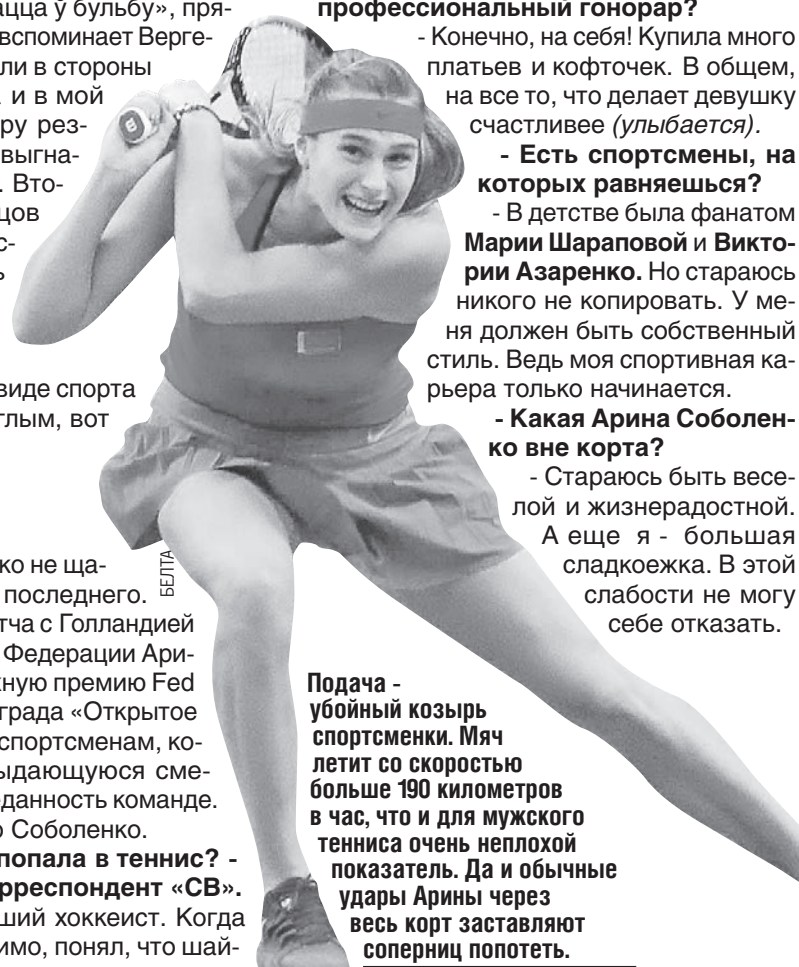 ацца ў бульбу», пря-
вспоминает Верге-
ли в стороны
и в мой
ру рез-
выгна-
. Вто-
цов
с-
ь
виде спорта
глым, вот
ко не ща-
последнего.
тча с Голландией
Федерации Ари-
жную премию Fed
града «Открытое
спортсменам, ко-
ыдающуюся сме-
данность команде.
о Соболенко.
попала в теннис? -
рреспондент «СВ».
ший хоккеист. Когда
имо, понял, что шай-
БЕЛТА
профессиональный гонорар?
- Конечно, на себя! Купила много
платьев и кофточек. В общем,
на все то, что делает девушку
счастливее (улыбается).
- Есть спортсмены, на
которых равняешься?
- В детстве была фанатом
Марии Шараповой и Викто-
рии Азаренко. Но стараюсь
никого не копировать. У ме-
ня должен быть собственный
стиль. Ведь моя спортивная ка-
рьера только начинается.
- Какая Арина Соболен-
ко вне корта?
- Стараюсь быть весе-
лой и жизнерадостной.
А еще я - большая
сладкоежка. В этой
слабости не могу
себе отказать.
Подача -
убойный козырь
спортсменки. Мяч
летит со скоростью
больше 190 километров
в час, что и для мужского
тенниса очень неплохой
показатель. Да и обычные
удары Арины через
весь корт заставляют
соперниц попотеть.